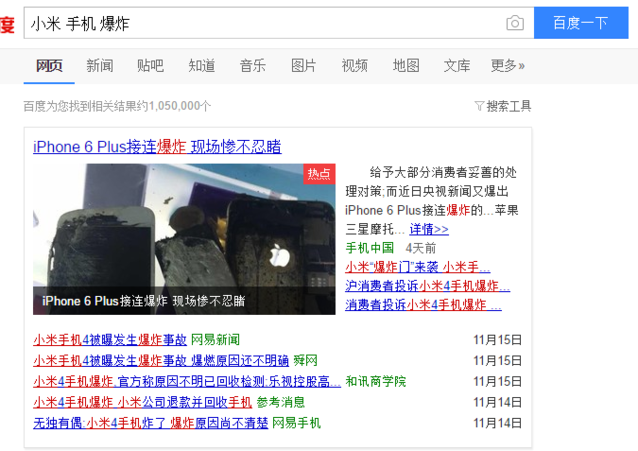 度 小米 手机 爆炸 百度一下
网页 新闻 贴吧 知道 音乐 图片 视频 地图 文库 更多»
百度为您找到相关结果约1,050,000个 搜索工具
iPhone 6 Plus接连爆炸 现场惨不忍睹
热点
iPhone 6 Plus接连爆炸 现场惨不忍睹
给予大部分消费者妥善的处
理对策;而近日央视新闻又爆出
iPhone 6 Plus接连爆炸的...苹果
三星摩托... 详情>>
手机中国 4天前
小米“爆炸门”来袭 小米手...
沪消费者投诉小米4手机爆炸...
消费者投诉小米4手机爆炸 ...
小米手机4被曝发生爆炸事故 网易新闻 11月15日
小米手机4被曝发生爆炸事故 爆燃原因还不明确 舜网 11月15日
小米4手机爆炸 官方称原因不明已回收检测:乐视控股高... 和讯商学院 11月15日
小米4手机爆炸 小米公司退款并回收手机 参考消息 11月14日
无独有偶:小米4手机炸了 爆炸原因尚不清楚 网易手机 11月14日